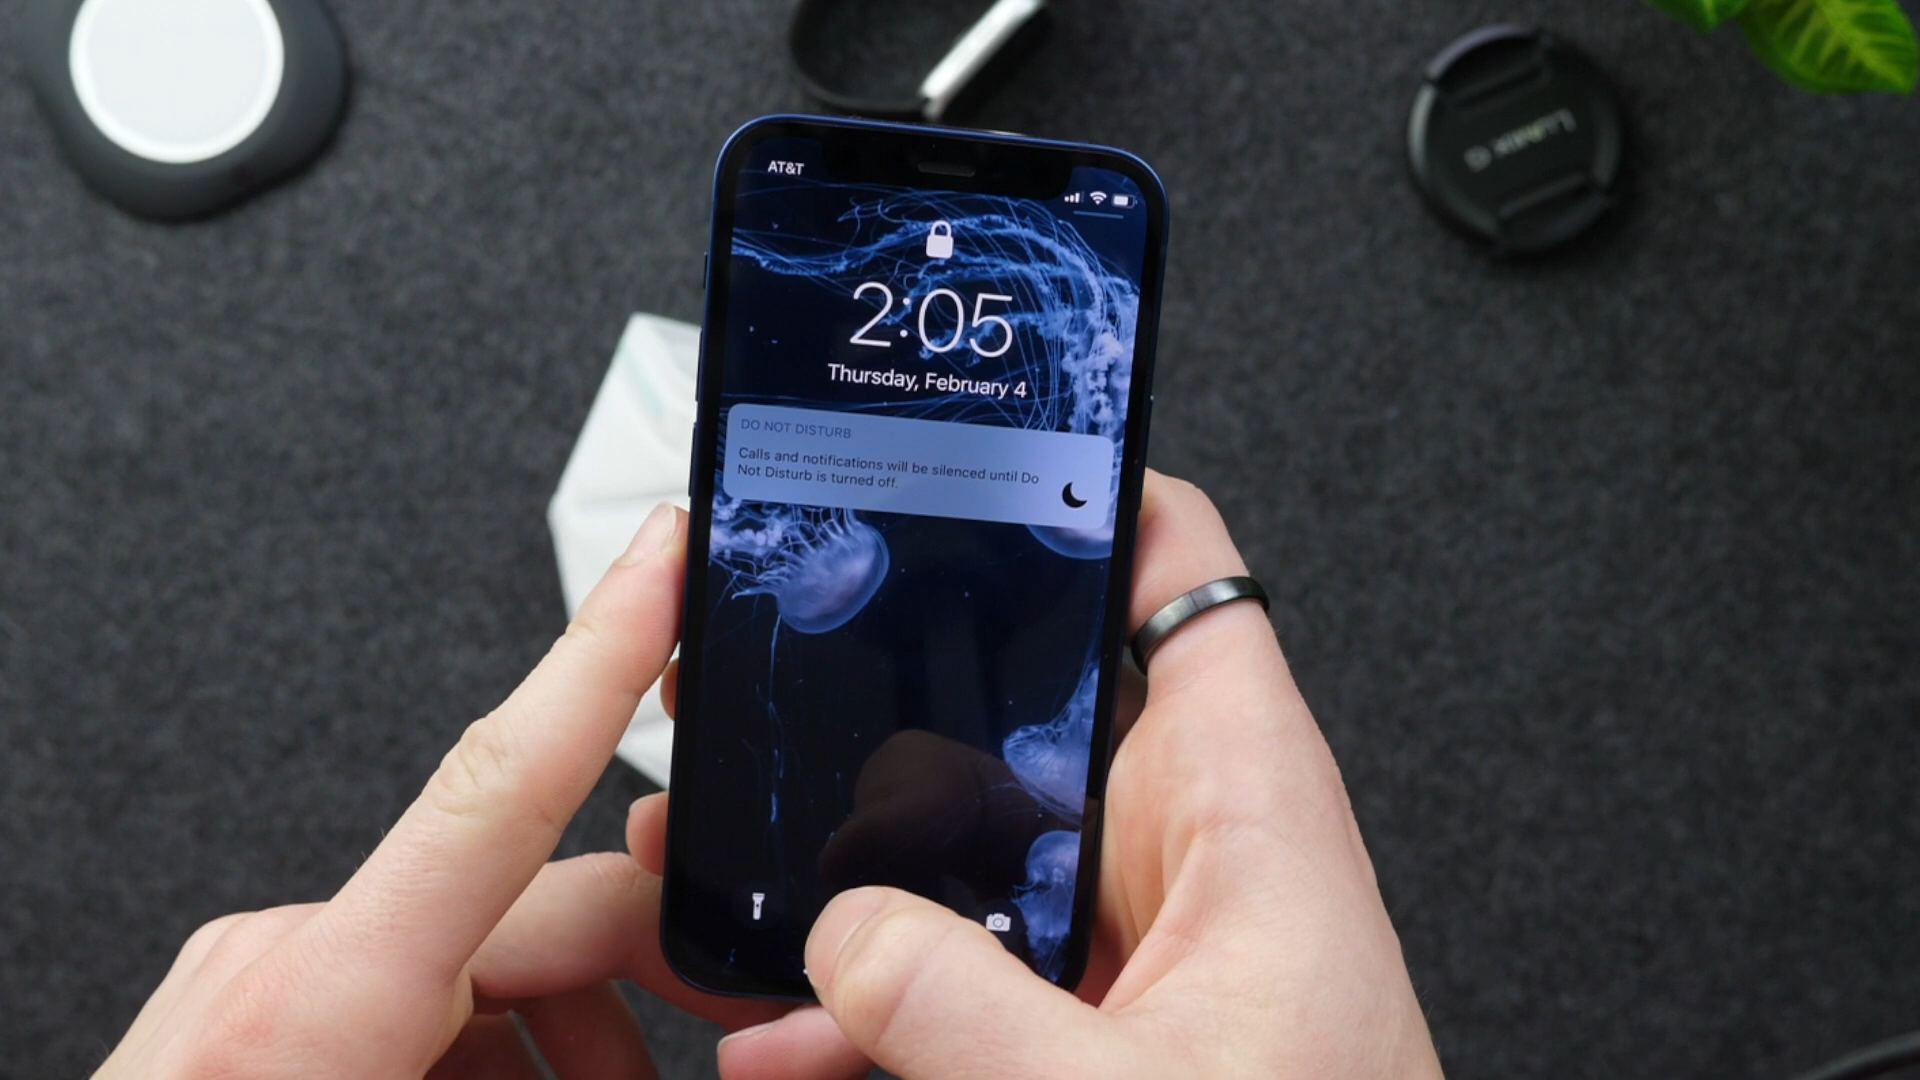 AT&T
2:05
Thursday, February 4
DO NOT DISTURB
Calls and notifications will be silenced until Do
Not Disturb is turned off.
LUMIX G